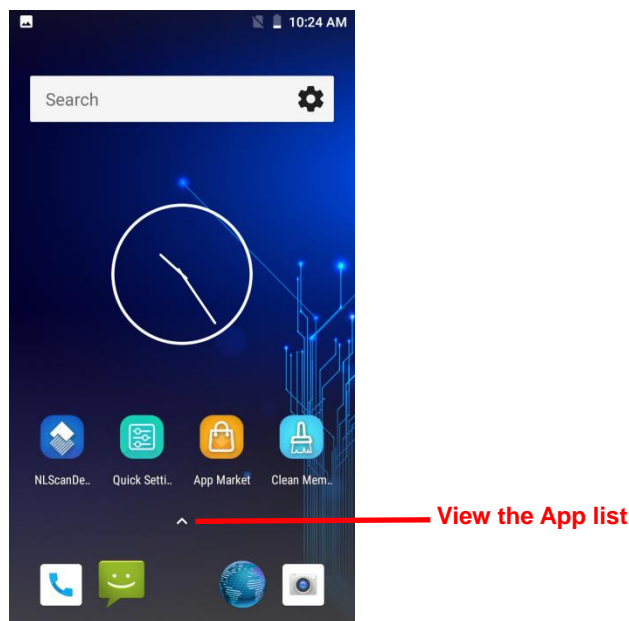 10:24 AM
Search
NLScanDe..
Quick Setti..
App Market
Clean Mem..
View the App list